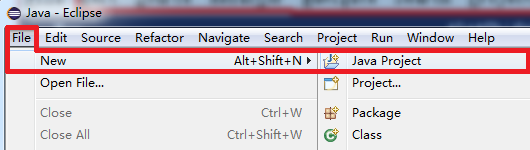 Java - Eclipse
File Edit Source Refactor Navigate Search Project Run Window Help
New Alt+Shift+N Java Project
Open File... Project...
Close Ctrl+W Package
Close All Ctrl+Shift+W Class